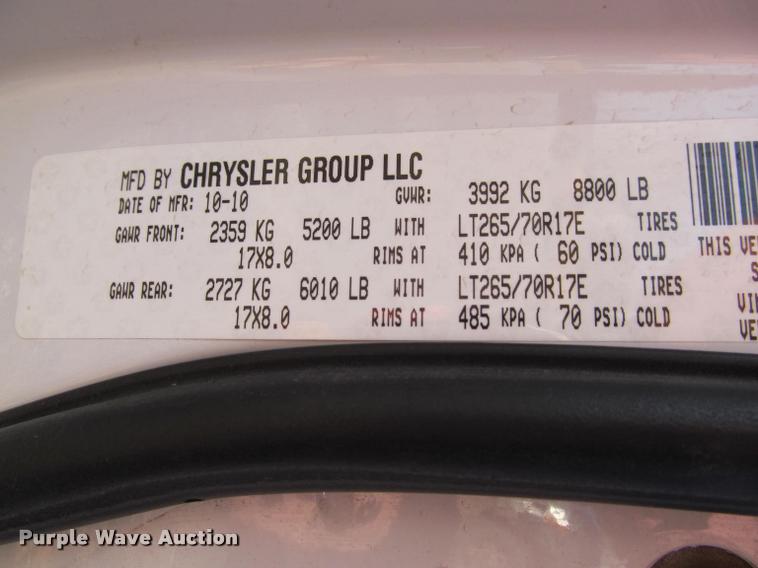 MFD BY CHRYSLER GROUP LLC
DATE OF MFR: 10-10 GVWR: 3992 KG 8800 LB
GAWR FRONT: 2359 KG 5200 LB WITH LT265/70R17E TIRES
17X8.0 RIMS AT 410 KPA ( 60 PSI) COLD
THIS VE
GAWR REAR: 2727 KG 6010 LB WITH LT265/70R17E TIRES
17X8.0 RIMS AT 485 KPA ( 70 PSI) COLD
VI
VE
Purple Wave Auction